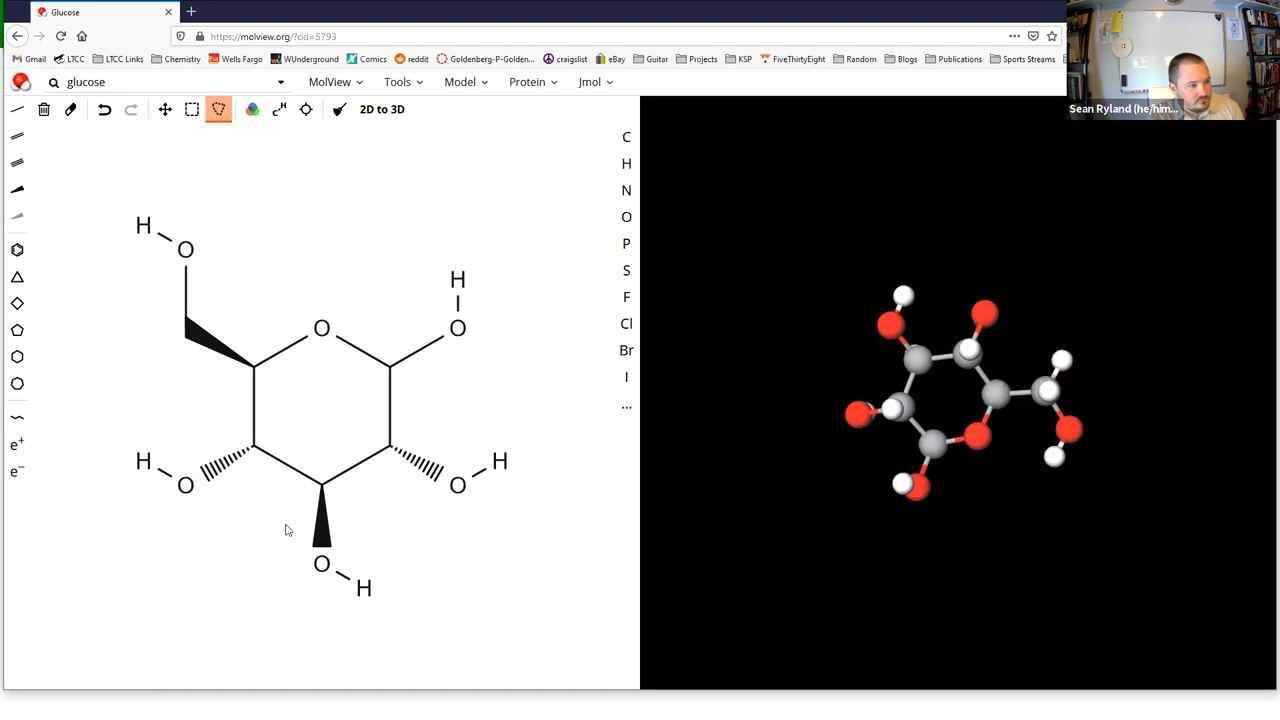 Glucose
https://molview.org/?cid=5793
Gmail LTCC LTCC Links Chemistry Wells Fargo WUnderground Comics reddit Goldenberg-P-Golden... craigslist eBay Guitar Projects KSP FiveThirtyEight Random Blogs Publications Sports Streams
Sean Ryland (he/him...
glucose MolView Tools Model Protein Jmol
C H 2D to 3D
C
H
N
O
P
S
F
Cl
Br
I
...
e+
e−
H
O
H
O
O
H
O
O
H
O
H